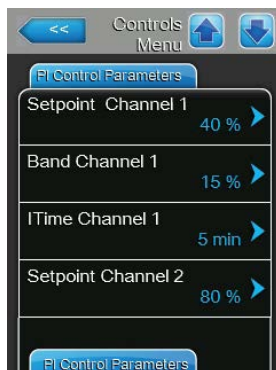 <<
Controls
Menu
PI Control Parameters
Setpoint Channel 1
40 %
Band Channel 1
15 %
ITime Channel 1
5 min
Setpoint Channel 2
80 %
PI Control Parameters